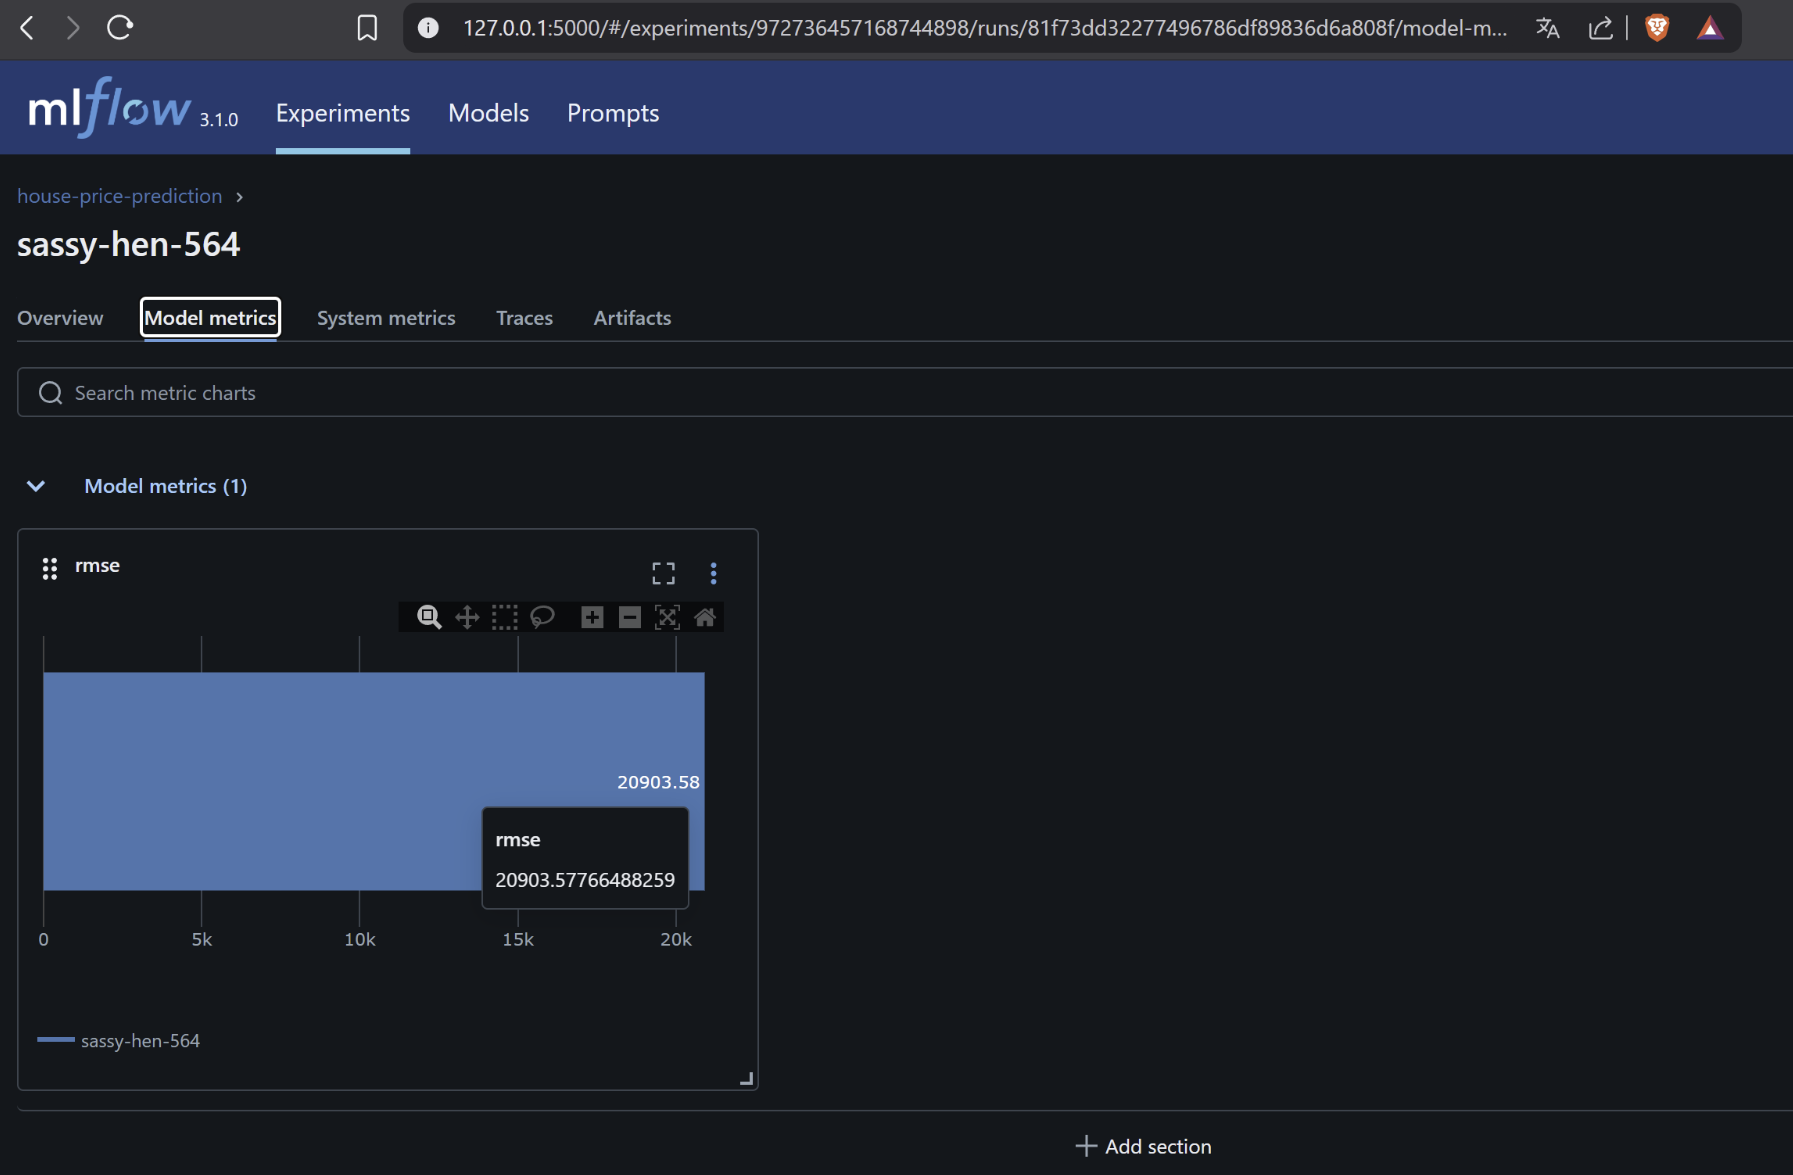 127.0.0.1:5000/#/experiments/972736457168744898/runs/81f73dd32277496786df89836d6a808f/model-m...
mlflow 3.1.0 Experiments Models Prompts
house-price-prediction
sassy-hen-564
Overview Model metrics System metrics Traces Artifacts
Search metric charts
Model metrics (1)
rmse
20903.58
rmse
20903.57766488259
0 5k 10k 15k 20k
sassy-hen-564
Add section